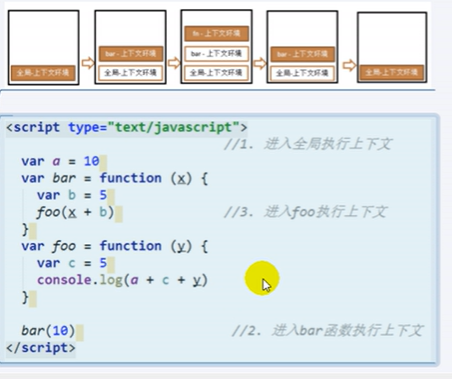 全局-上下文环境
bar - 上下文环境
全局-上下文环境
fn - 上下文环境
bar - 上下文环境
全局-上下文环境
bar - 上下文环境
全局-上下文环境
全局-上下文环境
<script type="text/javascript">
//1. 进入全局执行上下文
var a = 10
var bar = function (x) {
var b = 5
foo(x + b) //3. 进入foo执行上下文
}
var foo = function (y) {
var c = 5
console.log(a + c + y)
}
bar(10) //2. 进入bar函数执行上下文
</script>